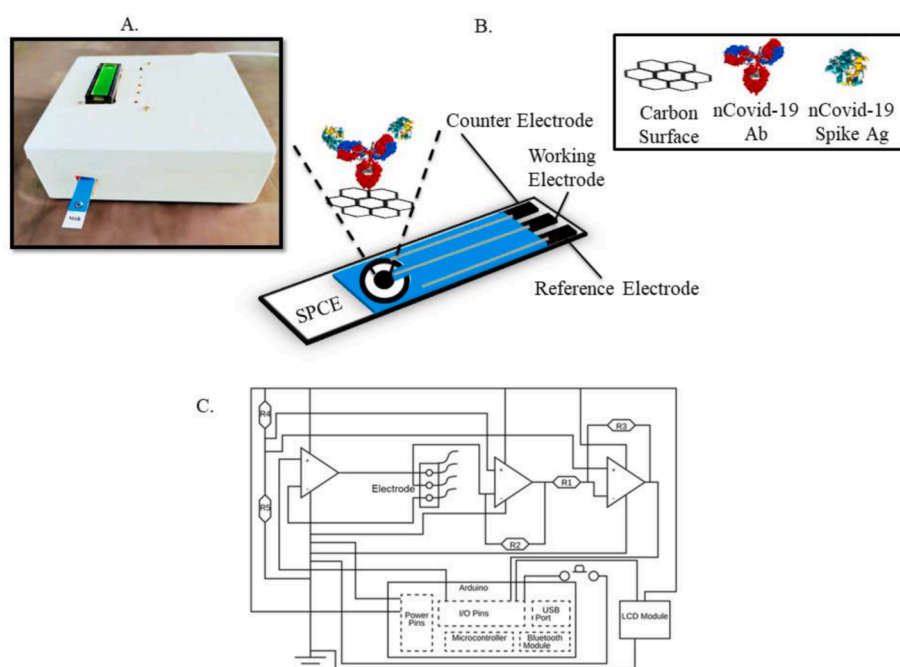 A.
B.
Carbon
Surface
nCovid-19
Ab
nCovid-19
Spike Ag
Counter Electrode
Working
Electrode
Reference Electrode
SPCE
C.
R4
R3
R1
Electrode
R5
R2
Arduino
I/O Pins
USB
Port
Power
Pins
LCD Module
Microcontroller
Bluetooth
Module